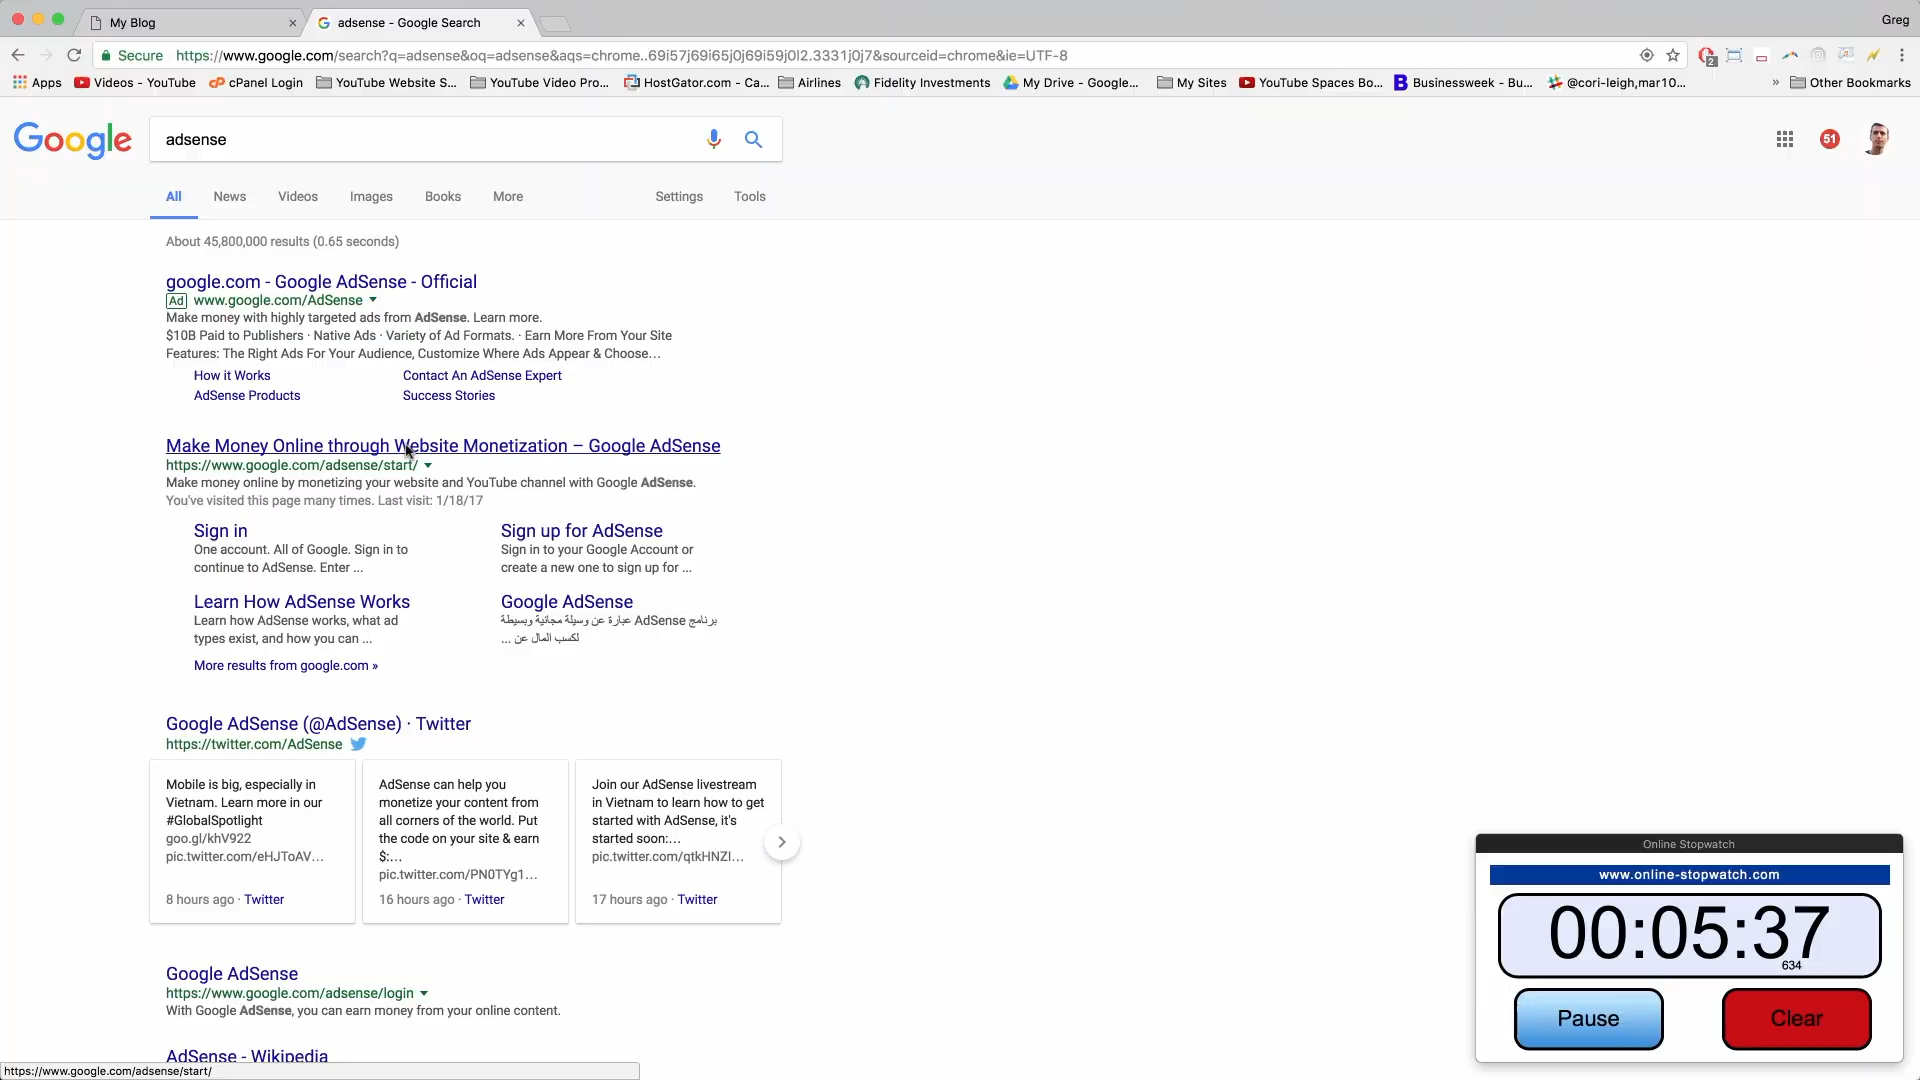 My Blog
adsense - Google Search
Greg
Secure https://www.google.com/search?q=adsense&oq=adsense&aqs=chrome..69i57j69i65j0j69i59j0l2.3331j0j7&sourceid=chrome&ie=UTF-8
2
Apps Videos - YouTube cPanel Login YouTube Website S... YouTube Video Pro... HostGator.com - Ca... Airlines Fidelity Investments My Drive - Google... My Sites YouTube Spaces Bo... Businessweek - Bu... @cori-leigh,mar10... » Other Bookmarks
Google
adsense
51
All News Videos Images Books More Settings Tools
About 45,800,000 results (0.65 seconds)
google.com - Google AdSense - Official
Ad www.google.com/AdSense
Make money with highly targeted ads from AdSense. Learn more.
$10B Paid to Publishers · Native Ads · Variety of Ad Formats. · Earn More From Your Site
Features: The Right Ads For Your Audience, Customize Where Ads Appear & Choose…
How it Works Contact An AdSense Expert
AdSense Products Success Stories
Make Money Online through Website Monetization – Google AdSense
https://www.google.com/adsense/start/
Make money online by monetizing your website and YouTube channel with Google AdSense.
You've visited this page many times. Last visit: 1/18/17
Sign in
One account. All of Google. Sign in to
continue to AdSense. Enter ...
Sign up for AdSense
Sign in to your Google Account or
create a new one to sign up for ...
Learn How AdSense Works
Learn how AdSense works, what ad
types exist, and how you can ...
Google AdSense
برنامج AdSense عبارة عن وسيلة مجانية وبسيطة
لكسب المال عن ...
More results from google.com »
Google AdSense (@AdSense) · Twitter
https://twitter.com/AdSense
Mobile is big, especially in
Vietnam. Learn more in our
#GlobalSpotlight
goo.gl/khV922
pic.twitter.com/eHJToAV…
8 hours ago · Twitter
AdSense can help you
monetize your content from
all corners of the world. Put
the code on your site & earn
$:…
pic.twitter.com/PN0TYg1…
16 hours ago · Twitter
Join our AdSense livestream
in Vietnam to learn how to get
started with AdSense, it's
started soon:…
pic.twitter.com/qtkHNZI…
17 hours ago · Twitter
Google AdSense
https://www.google.com/adsense/login
With Google AdSense, you can earn money from your online content.
AdSense - Wikipedia
https://www.google.com/adsense/start/
Online Stopwatch
www.online-stopwatch.com
00:05:37
634
Pause
Clear